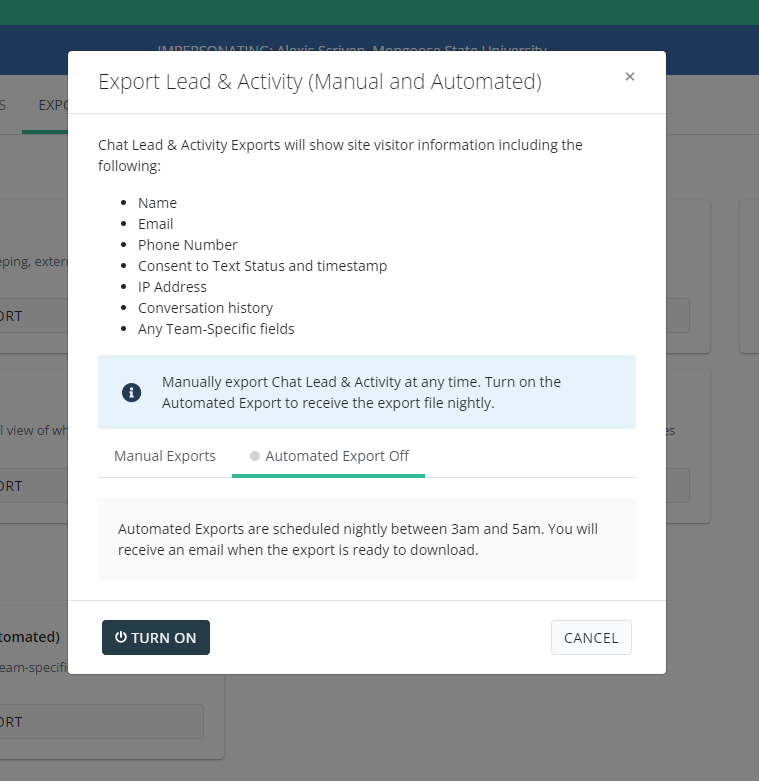 IMPERSONATING: Alexis Scriven, Mongoose State University
Export Lead & Activity (Manual and Automated)
×
S
EXPO
Chat Lead & Activity Exports will show site visitor information including the
following:
• Name
• Email
• Phone Number
• Consent to Text Status and timestamp
• IP Address
• Conversation history
• Any Team-Specific fields
eping, extern
ORT
Manually export Chat Lead & Activity at any time. Turn on the
Automated Export to receive the export file nightly.
l view of wh
es
Manual Exports
Automated Export Off
ORT
Automated Exports are scheduled nightly between 3am and 5am. You will
receive an email when the export is ready to download.
tomated)
TURN ON
CANCEL
eam-specifi
ORT